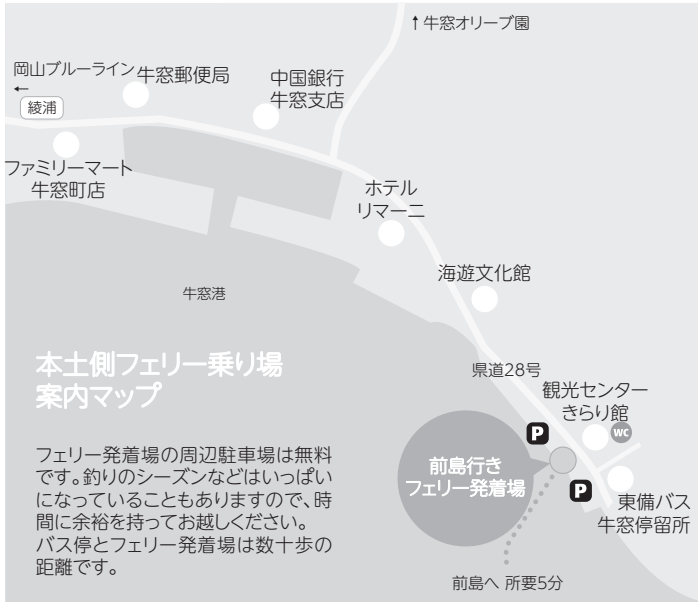 ↑牛窓オリーブ園
岡山ブルーライン
←
綾浦
牛窓郵便局
中国銀行
牛窓支店
ファミリーマート
牛窓町店
ホテル
リマーニ
海遊文化館
牛窓港
県道28号
観光センター
きらり館
WC
P
P
東備バス
牛窓停留所
前島行き
フェリー発着場
前島へ 所要5分
本土側フェリー乗り場
案内マップ
フェリー発着場の周辺駐車場は無料
です。釣りのシーズンなどはいっぱい
になっていることもありますので、時
間に余裕を持ってお越しください。
バス停とフェリー発着場は数十歩の
距離です。